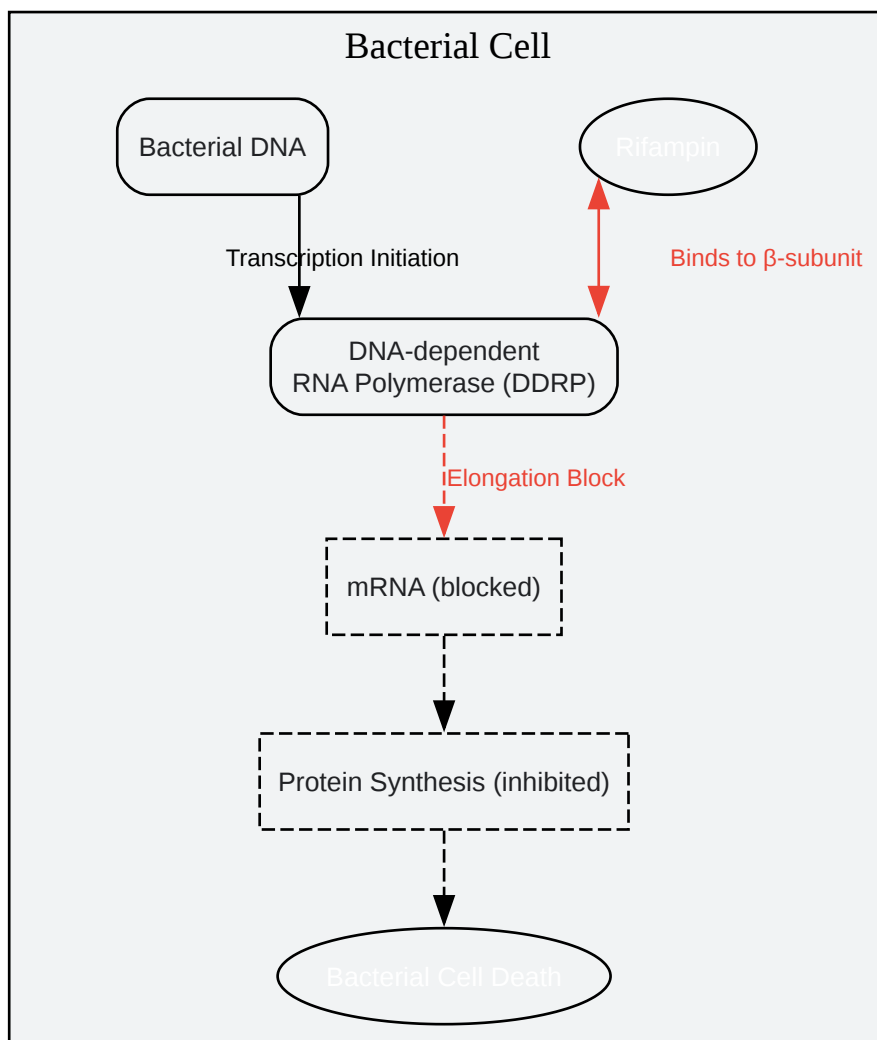 Bacterial Cell
Bacterial DNA
Rifampin
Transcription Initiation
Binds to β-subunit
DNA-dependent
RNA Polymerase (DDRP)
Elongation Block
mRNA (blocked)
Protein Synthesis (inhibited)
Bacterial Cell Death